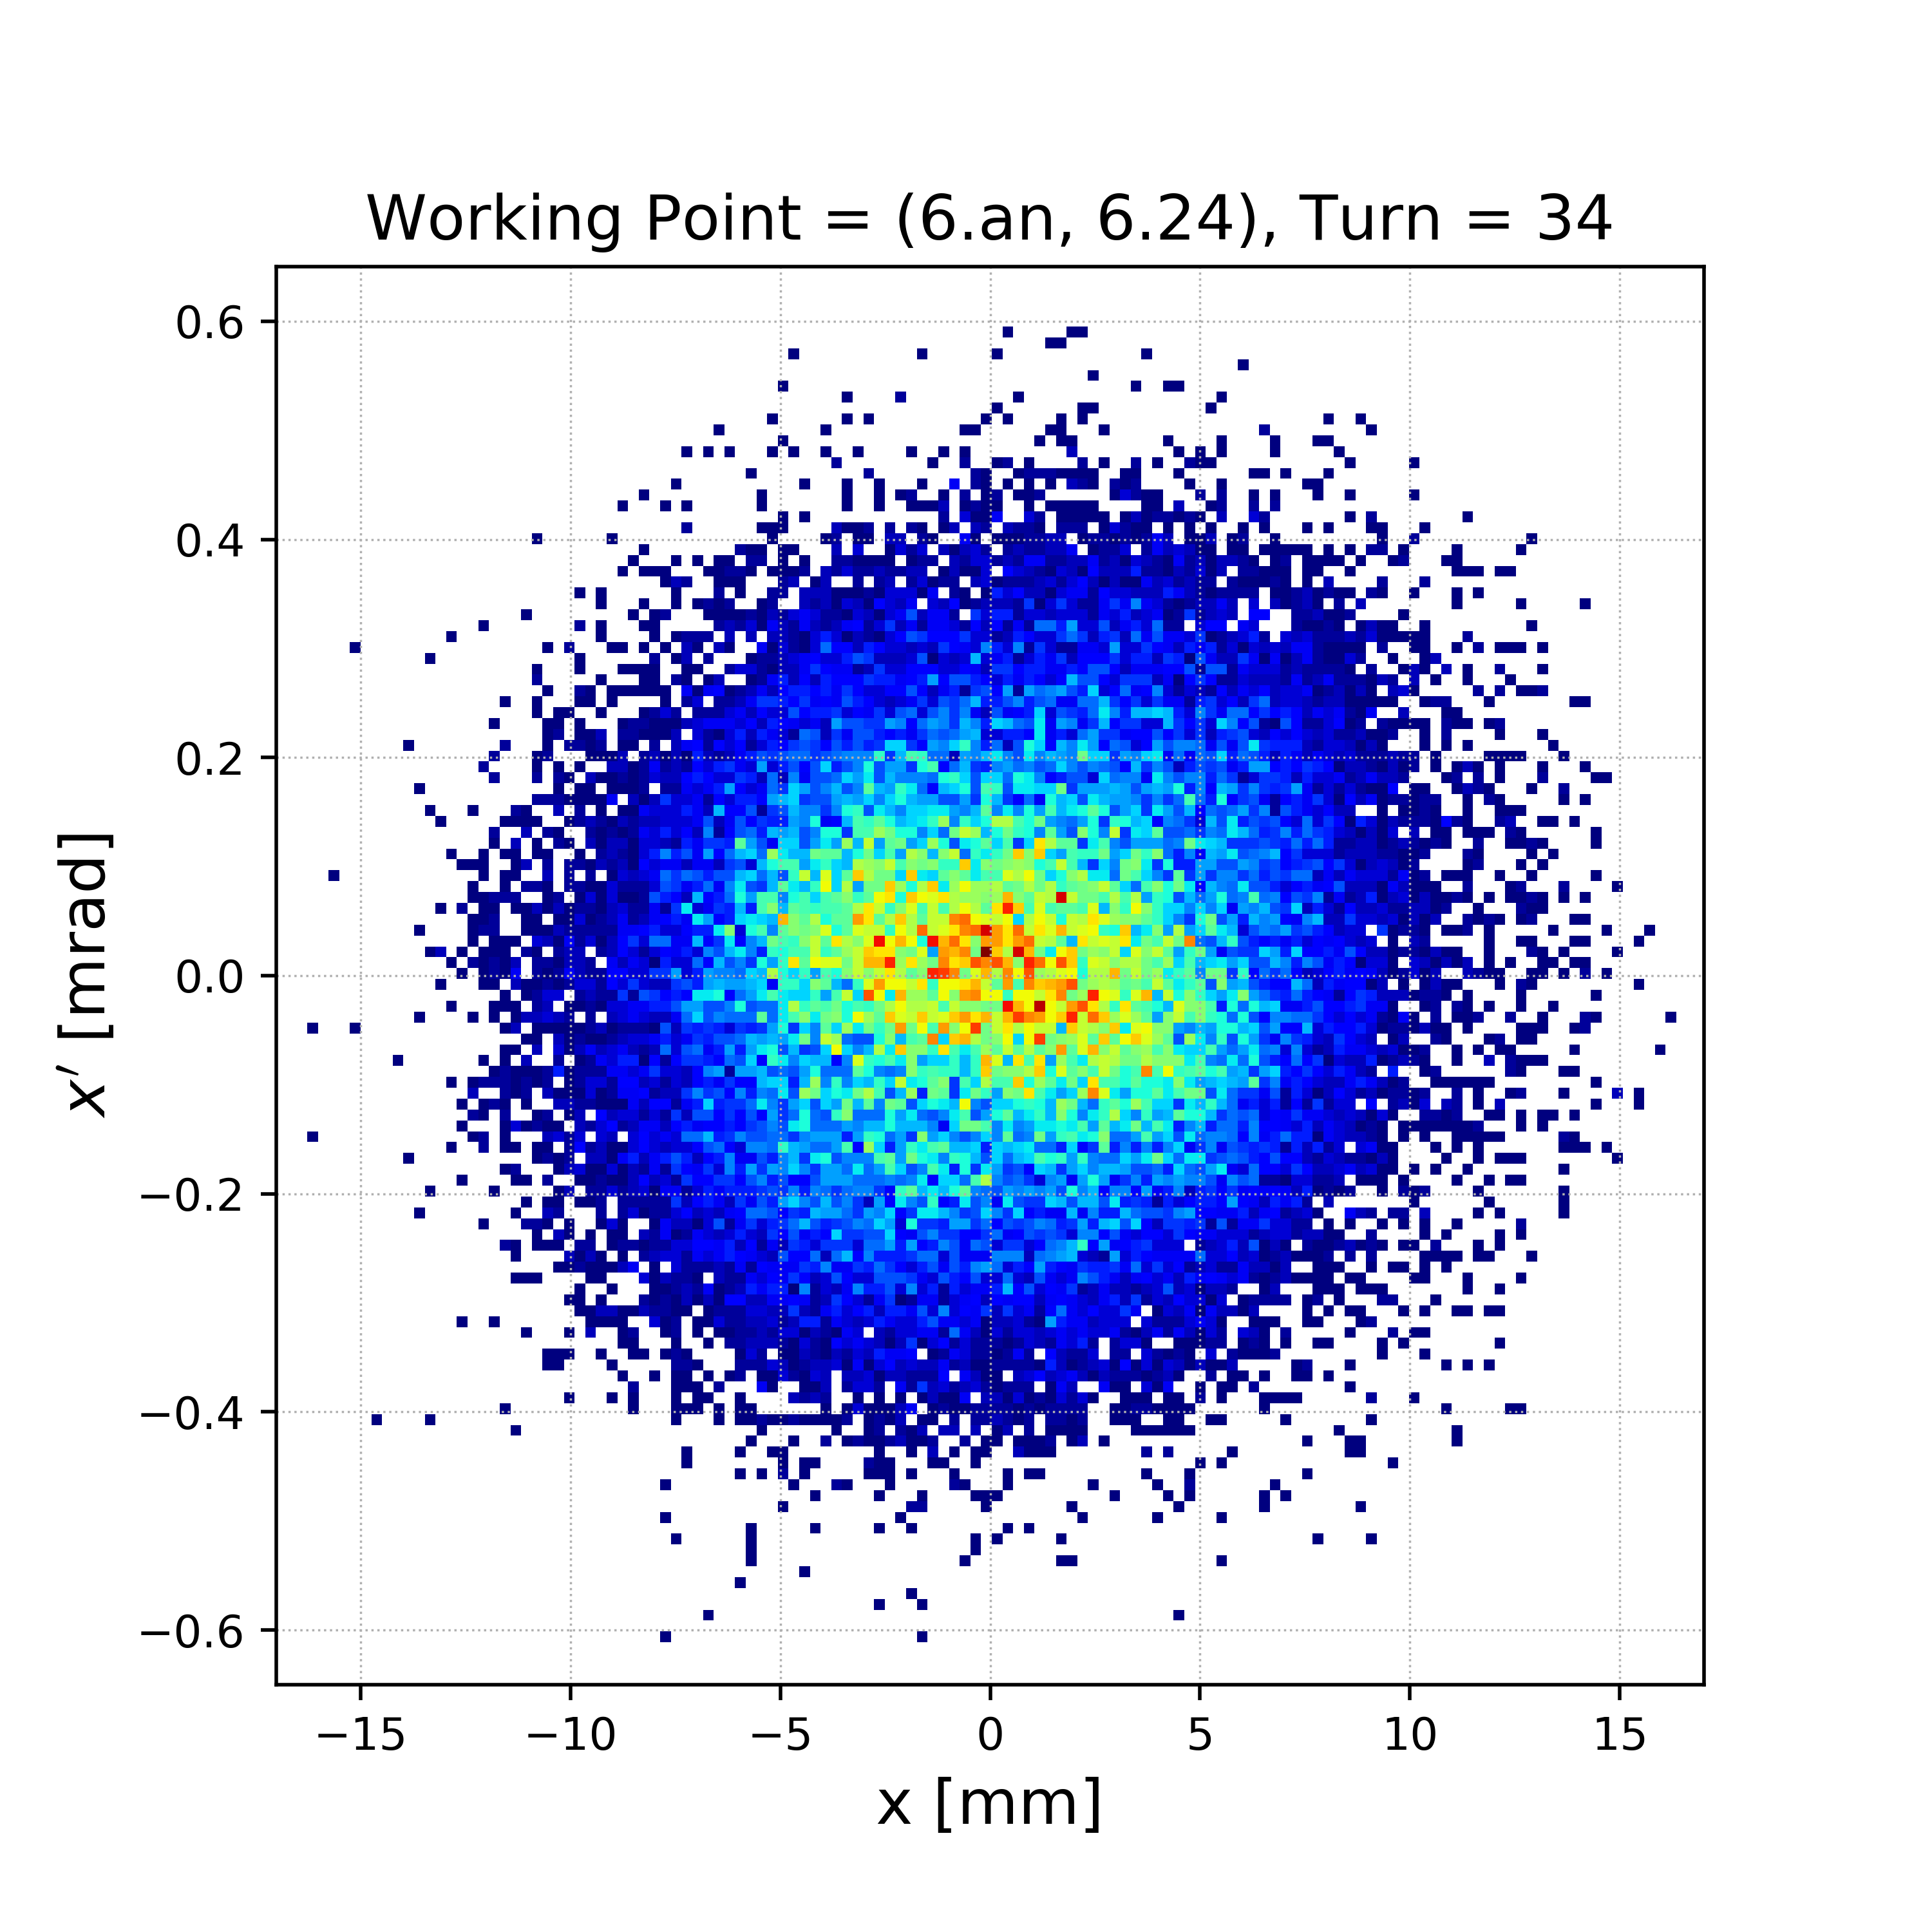 Working Point = (6.an, 6.24), Turn = 34
0.6
0.4
0.2
0.0
−0.2
−0.4
−0.6
x′ [mrad]
−15 −10 −5 0 5 10 15
x [mm]